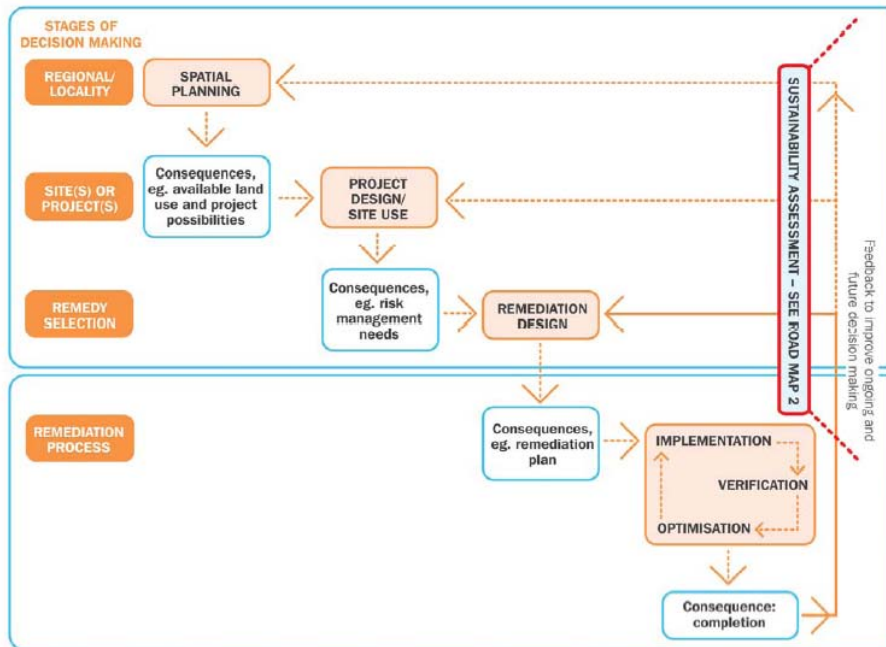 STAGES OF
DECISION MAKING
REGIONAL/
LOCALITY
SPATIAL
PLANNING
SITE(S) OR
PROJECT(S)
Consequences,
eg. available land
use and project
possibilities
PROJECT
DESIGN/
SITE USE
REMEDY
SELECTION
Consequences,
eg. risk
management
needs
REMEDIATION
DESIGN
SUSTAINABILITY ASSESSMENT – SEE ROAD MAP 2
Feedback to improve ongoing and
future decision making
REMEDIATION
PROCESS
Consequences,
eg. remediation
plan
IMPLEMENTATION
VERIFICATION
OPTIMISATION
Consequence:
completion